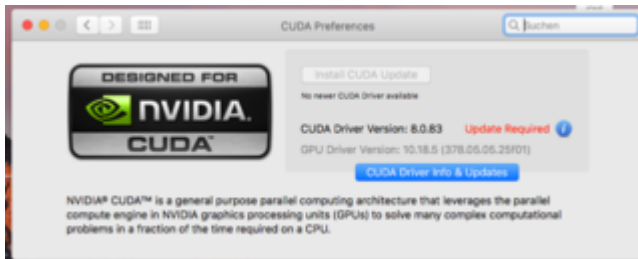 CUDA Preferences
Suchen
Install CUDA Update
No newer CUDA Driver available
DESIGNED FOR
NVIDIA.
CUDA
CUDA Driver Version: 8.0.83 Update Required
GPU Driver Version: 10.18.5 (378.05.05.25f01)
CUDA Driver Info & Updates
NVIDIA® CUDA™ is a general purpose parallel computing architecture that leverages the parallel
compute engine in NVIDIA graphics processing units (GPUs) to solve many complex computational
problems in a fraction of the time required on a CPU.